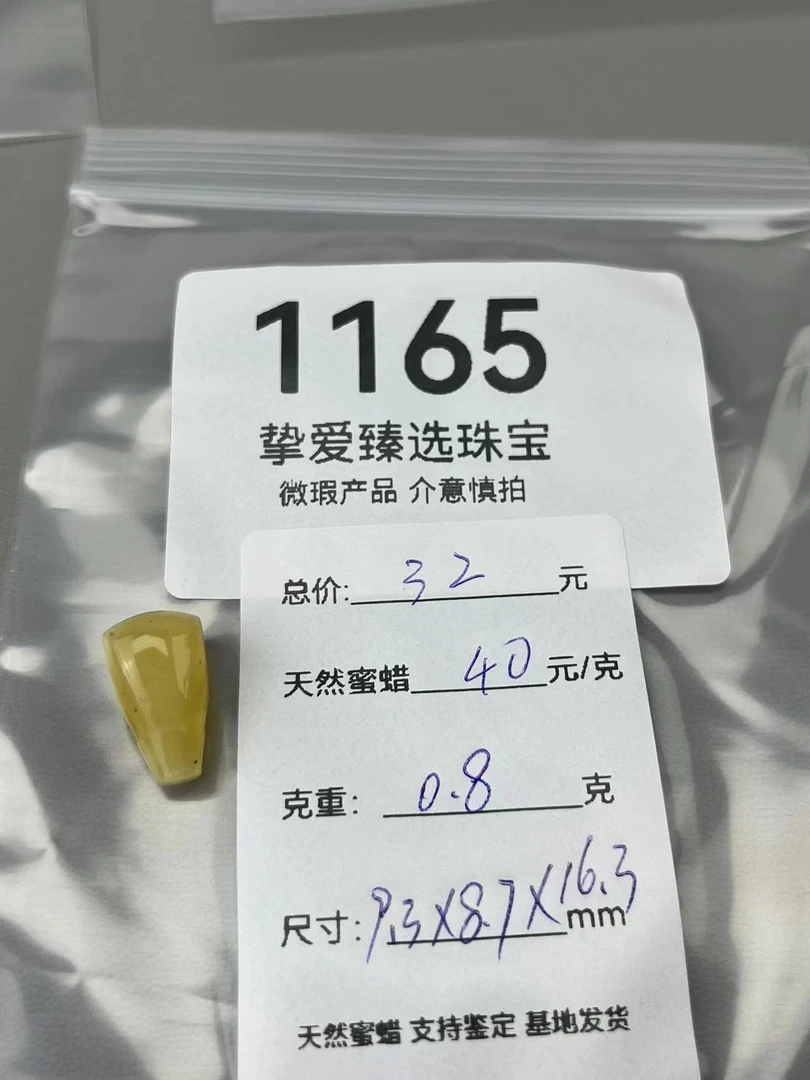 1165
挚爱臻选珠宝
微瑕产品 介意慎拍
总价: 32 元
天然蜜蜡 40 元/克
克重: 0.8 克
尺寸: 9.3X8.7X16.3 mm
天然蜜蜡 支持鉴定 基地发货